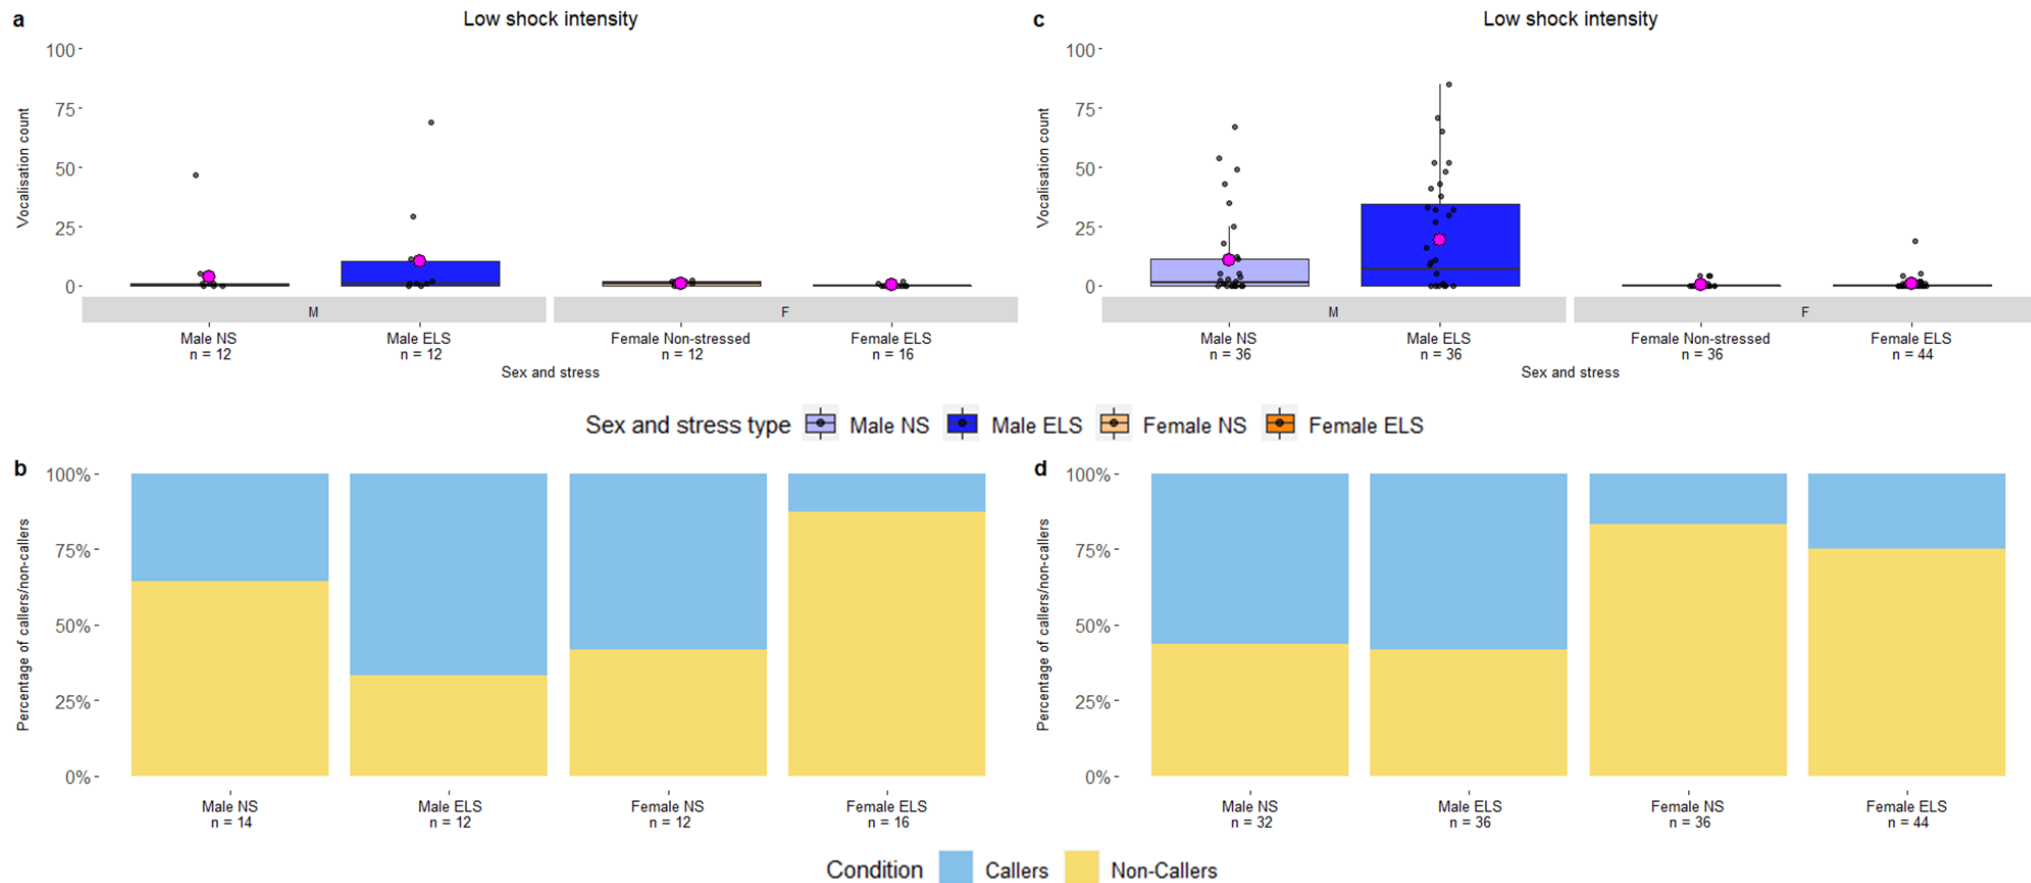 a
Low shock intensity
Vocalisation count
100
75
50
25
0
M
F
Male NS
n = 12
Male ELS
n = 12
Female Non-stressed
n = 12
Female ELS
n = 16
Sex and stress
c
Low shock intensity
Vocalisation count
100
75
50
25
0
M
F
Male NS
n = 36
Male ELS
n = 36
Female Non-stressed
n = 36
Female ELS
n = 44
Sex and stress
Sex and stress type Male NS Male ELS Female NS Female ELS
b
Percentage of callers/non-callers
100%
75%
50%
25%
0%
Male NS
n = 14
Male ELS
n = 12
Female NS
n = 12
Female ELS
n = 16
d
Percentage of callers/non-callers
100%
75%
50%
25%
0%
Male NS
n = 32
Male ELS
n = 36
Female NS
n = 36
Female ELS
n = 44
Condition Callers Non-Callers